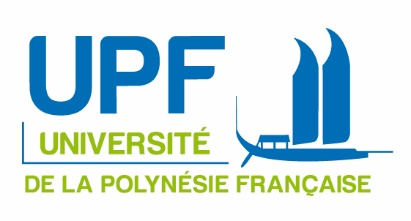 UPF
UNIVERSITÉ
DE LA POLYNÉSIE FRANÇAISE